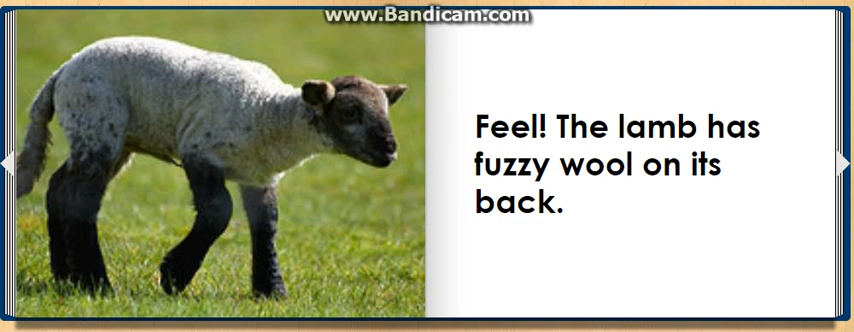 www.Bandicam.com
Feel! The lamb has
fuzzy wool on its
back.